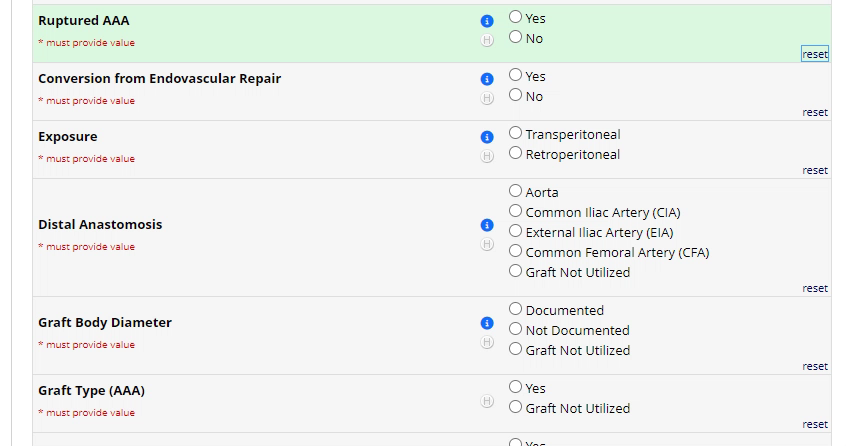 Ruptured AAA
* must provide value
Yes
No
reset
Conversion from Endovascular Repair
* must provide value
Yes
No
reset
Exposure
* must provide value
Transperitoneal
Retroperitoneal
reset
Distal Anastomosis
* must provide value
Aorta
Common Iliac Artery (CIA)
External Iliac Artery (EIA)
Common Femoral Artery (CFA)
Graft Not Utilized
reset
Graft Body Diameter
* must provide value
Documented
Not Documented
Graft Not Utilized
reset
Graft Type (AAA)
* must provide value
H
Yes
Graft Not Utilized
reset
Yes